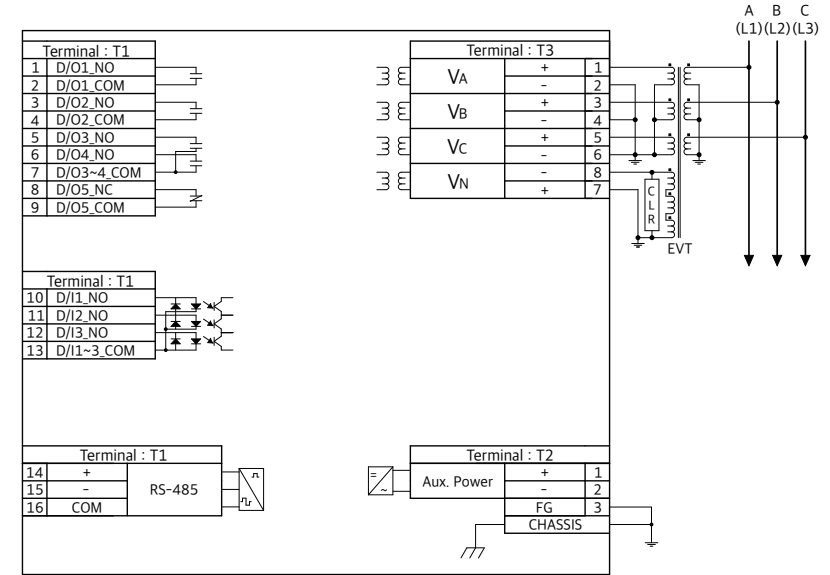 A B C
(L1) (L2) (L3)
Terminal : T1
1 D/O1_NO
2 D/O1_COM
3 D/O2_NO
4 D/O2_COM
5 D/O3_NO
6 D/O4_NO
7 D/O3~4_COM
8 D/O5_NC
9 D/O5_COM
Terminal : T3
VA + 1
- 2
VB + 3
- 4
VC + 5
- 6
VN - 8
+ 7
C
L
R
EVT
Terminal : T1
10 D/I1_NO
11 D/I2_NO
12 D/I3_NO
13 D/I1~3_COM
Terminal : T1
14 + RS-485
15 -
16 COM
Terminal : T2
= ~
Aux. Power + 1
- 2
FG 3
CHASSIS